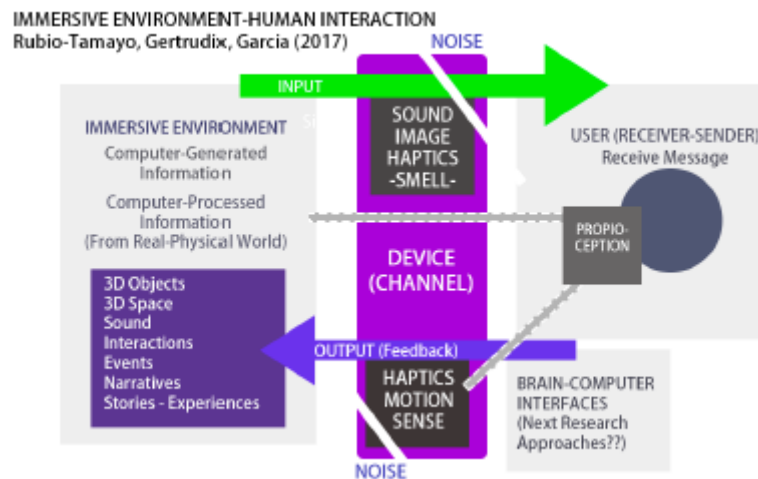 IMMERSIVE ENVIRONMENT-HUMAN INTERACTION
Rubio-Tamayo, Gertrudix, Garcia (2017)
NOISE
INPUT
IMMERSIVE ENVIRONMENT
Computer-Generated
Information
Computer-Processed
Information
(From Real-Physical World)
3D Objects
3D Space
Sound
Interactions
Events
Narratives
Stories - Experiences
SOUND
IMAGE
HAPTICS
-SMELL-
DEVICE
(CHANNEL)
OUTPUT (Feedback)
HAPTICS
MOTION
SENSE
NOISE
USER (RECEIVER-SENDER)
Receive Message
PROPIO-
CEPTION
BRAIN-COMPUTER
INTERFACES
(Next Research
Approaches??)